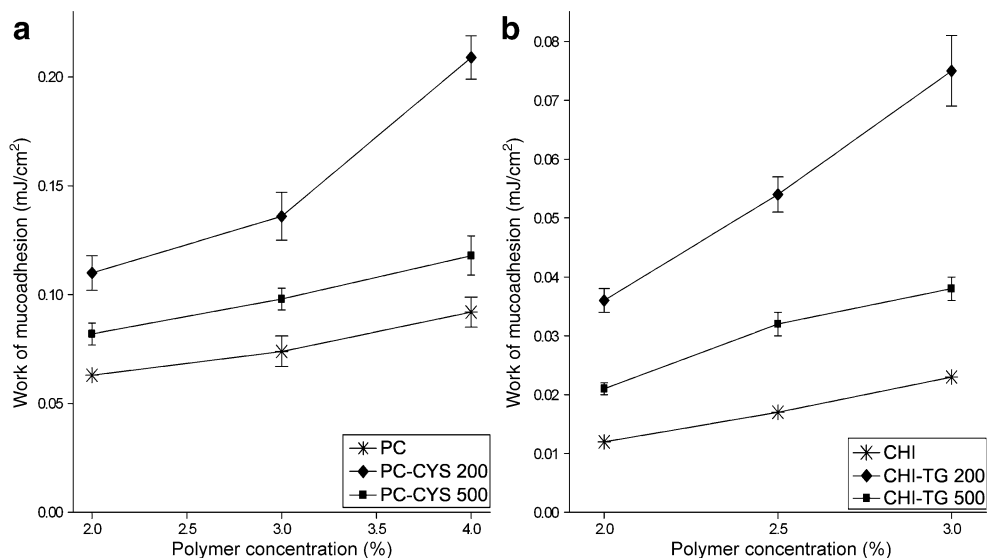 a
Work of mucoadhesion (mJ/cm²)
0.20
0.15
0.10
0.05
0.00
2.0 2.5 3.0 3.5 4.0
Polymer concentration (%)
PC
PC-CYS 200
PC-CYS 500
b
Work of mucoadhesion (mJ/cm²)
0.08
0.07
0.06
0.05
0.04
0.03
0.02
0.01
0.00
2.0 2.5 3.0
Polymer concentration (%)
CHI
CHI-TG 200
CHI-TG 500